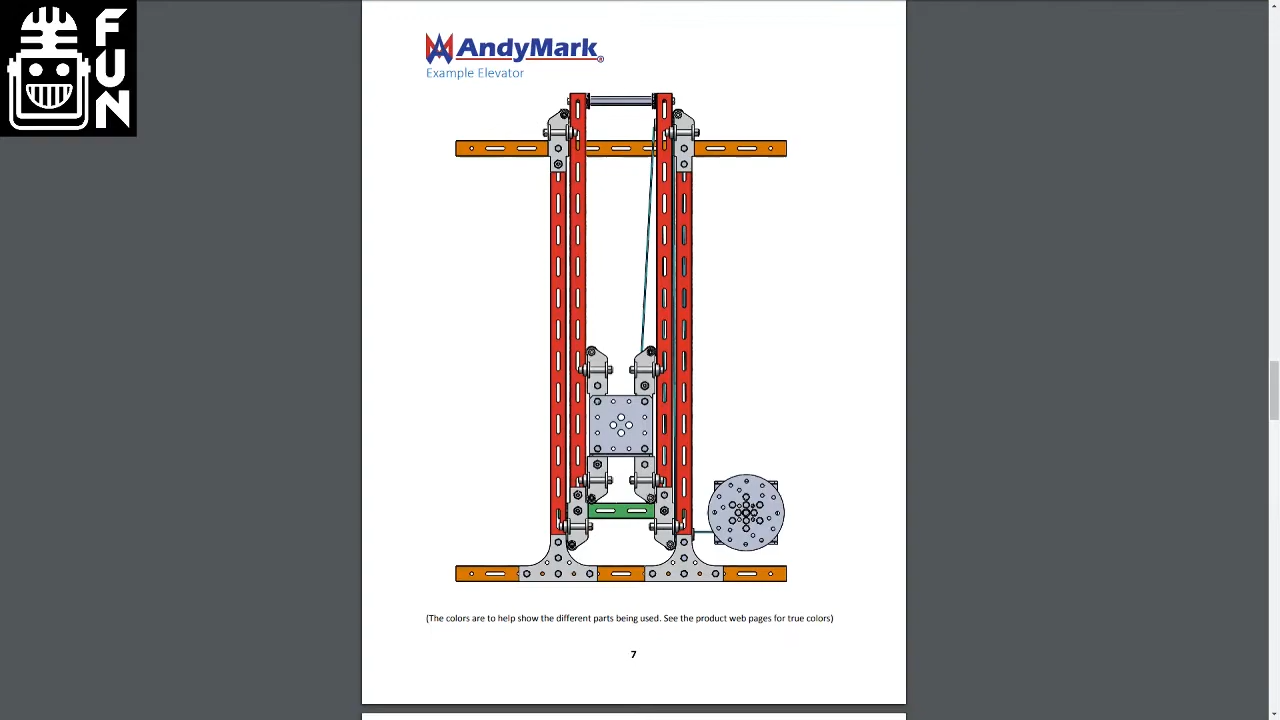 FUN
AndyMark®
Example Elevator
(The colors are to help show the different parts being used. See the product web pages for true colors)
7